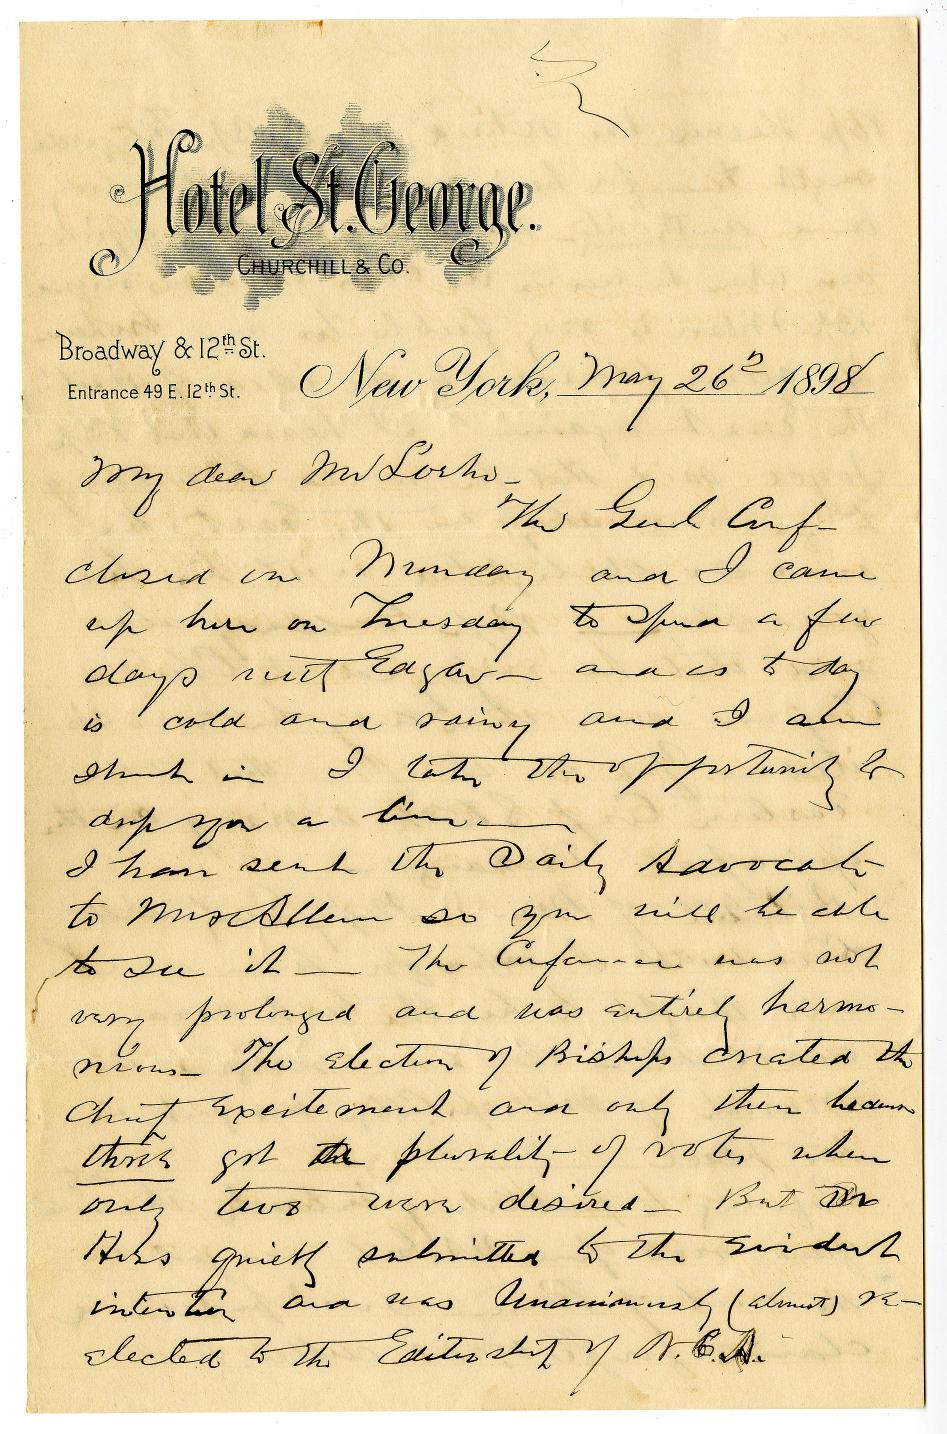 Hotel St. George.
CHURCHILL & CO.
Broadway & 12th St.
Entrance 49 E. 12th St.
New York, May 26th 1898
My dear Mr
The Genl Conf-
closed on Monday and I came
up here on Tuesday to spend a few
days with Edgar — and as to day
is cold and rainy and I am
in I take the opportunity to
drop you a line —
I have sent the Daily Advocate
to Mrs Allen so you will be able
to see it — The Conference was not
very prolonged and was entirely harmo-
nious — The Election of Bishops created the
chief excitement and only then because
three got plurality of votes when
only two were desired — But Dr
quietly submitted to the evident
intention and was Unanimously (almost) re-
elected to the Editorship of N.C.A.